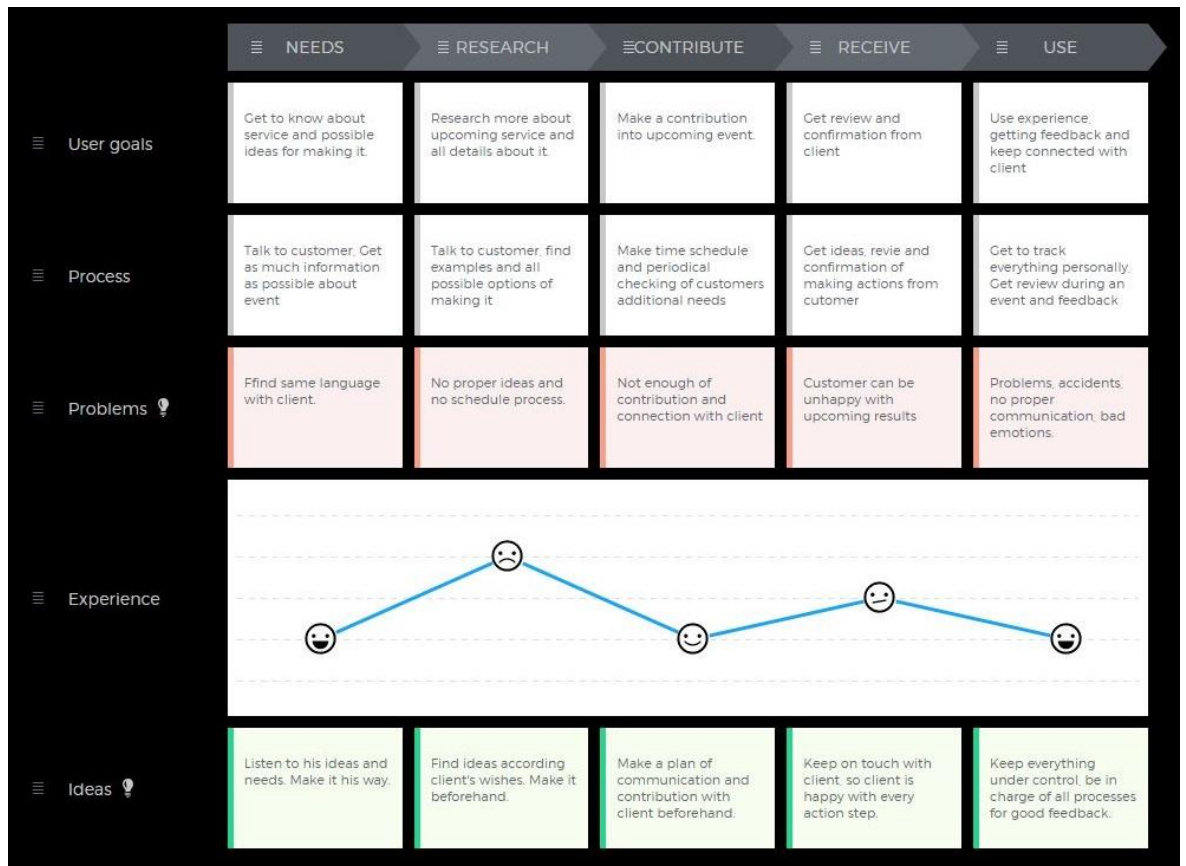 NEEDS RESEARCH CONTRIBUTE RECEIVE USE
User goals
Get to know about
service and possible
ideas for making it.
Research more about
upcoming service and
all details about it.
Make a contribution
into upcoming event.
Get review and
confirmation from
client
Use experience,
getting feedback and
keep connected with
client
Process
Talk to customer, Get
as much information
as possible about
event
Talk to customer, find
examples and all
possible options of
making it
Make time schedule
and periodical
checking of customers
additional needs
Get ideas, revie and
confirmation of
making actions from
cutomer
Get to track
everything personally.
Get review during an
event and feedback
Problems
Ffind same language
with client.
No proper ideas and
no schedule process.
Not enough of
contribution and
connection with client
Customer can be
unhappy with
upcoming results
Problems, accidents,
no proper
communication, bad
emotions.
Experience
Ideas
Listen to his ideas and
needs. Make it his way.
Find ideas according
client's wishes. Make it
beforehand.
Make a plan of
communication and
contribution with
client beforehand.
Keep on touch with
client, so client is
happy with every
action step.
Keep everything
under control, be in
charge of all processes
for good feedback.